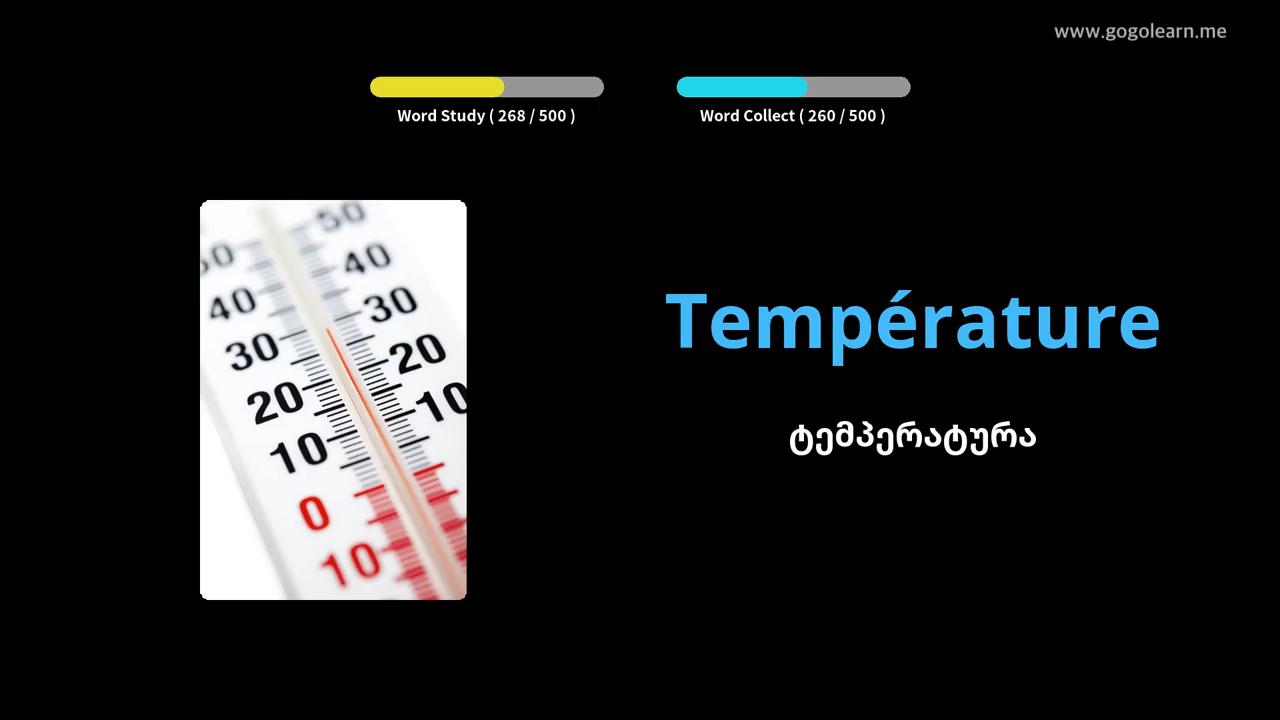 www.gogolearn.me
Word Study ( 268 / 500 )
Word Collect ( 260 / 500 )
50
40
40
30
30
20
20
10
10
0
10
Température
ტემპერატურა